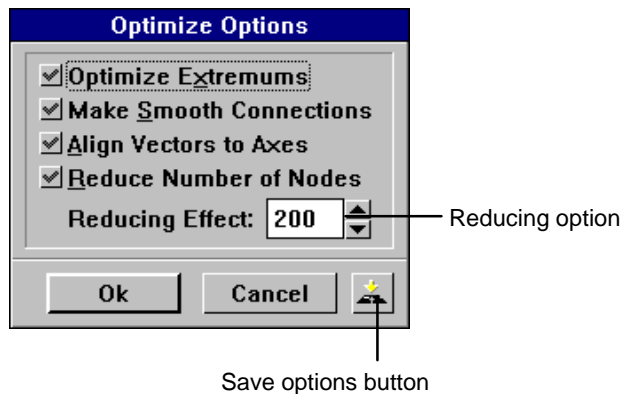 Optimize Options
Optimize Extremums
Make Smooth Connections
Align Vectors to Axes
Reduce Number of Nodes
Reducing Effect: 200
Reducing option
Ok Cancel
Save options button